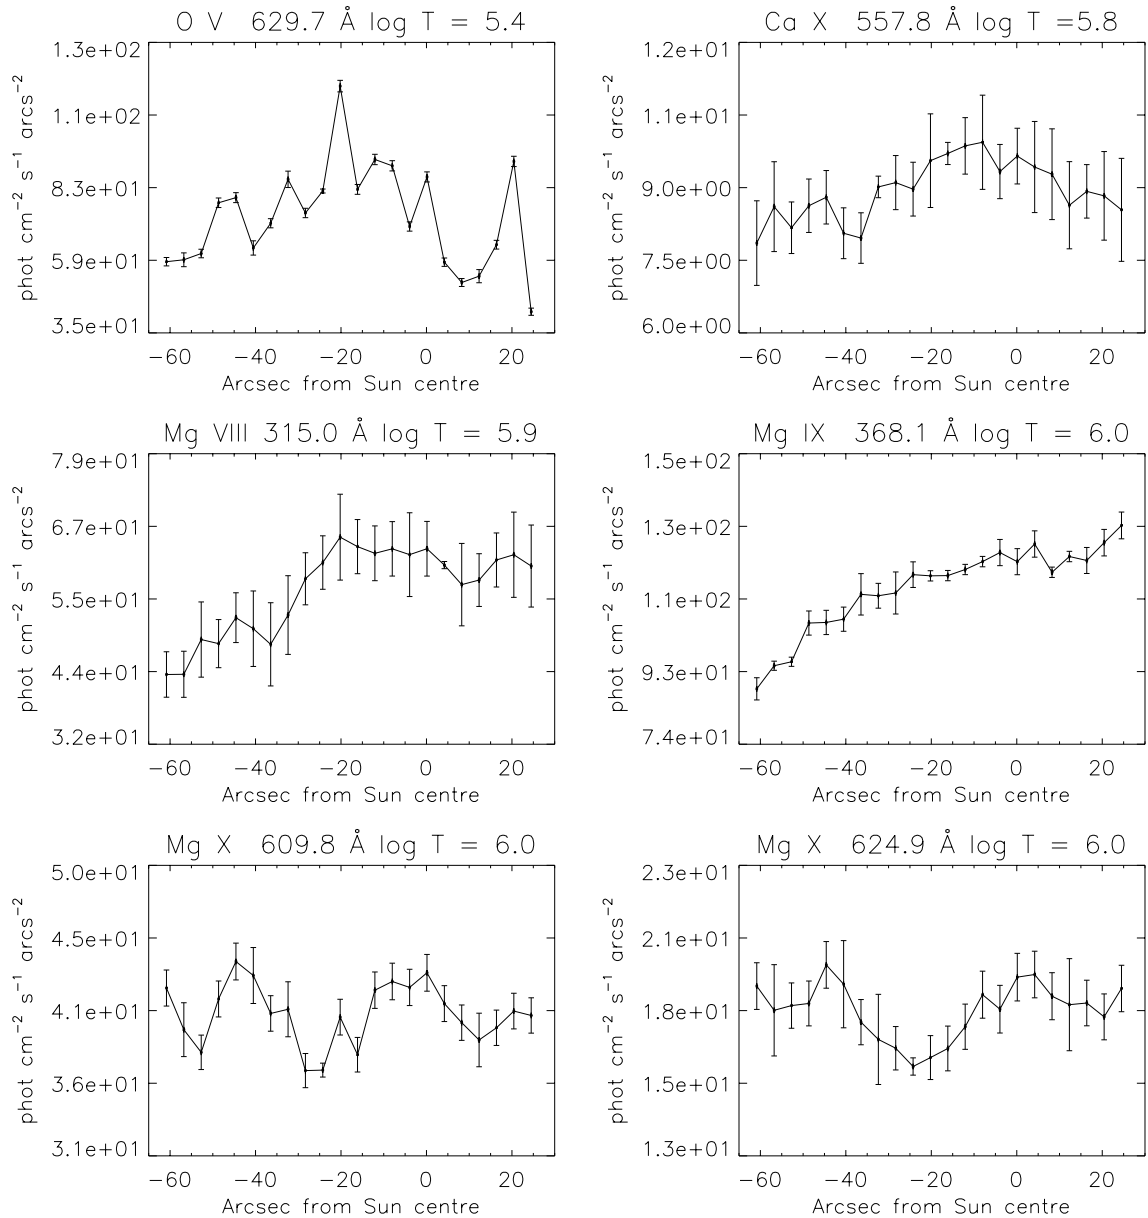 O V 629.7 Å log T = 5.4
phot cm⁻² s⁻¹ arcs⁻²
1.3e+02
1.1e+02
8.3e+01
5.9e+01
3.5e+01
−60 −40 −20 0 20
Arcsec from Sun centre
Ca X 557.8 Å log T =5.8
phot cm⁻² s⁻¹ arcs⁻²
1.2e+01
1.1e+01
9.0e+00
7.5e+00
6.0e+00
−60 −40 −20 0 20
Arcsec from Sun centre
Mg VIII 315.0 Å log T = 5.9
phot cm⁻² s⁻¹ arcs⁻²
7.9e+01
6.7e+01
5.5e+01
4.4e+01
3.2e+01
−60 −40 −20 0 20
Arcsec from Sun centre
Mg IX 368.1 Å log T = 6.0
phot cm⁻² s⁻¹ arcs⁻²
1.5e+02
1.3e+02
1.1e+02
9.3e+01
7.4e+01
−60 −40 −20 0 20
Arcsec from Sun centre
Mg X 609.8 Å log T = 6.0
phot cm⁻² s⁻¹ arcs⁻²
5.0e+01
4.5e+01
4.1e+01
3.6e+01
3.1e+01
−60 −40 −20 0 20
Arcsec from Sun centre
Mg X 624.9 Å log T = 6.0
phot cm⁻² s⁻¹ arcs⁻²
2.3e+01
2.1e+01
1.8e+01
1.5e+01
1.3e+01
−60 −40 −20 0 20
Arcsec from Sun centre